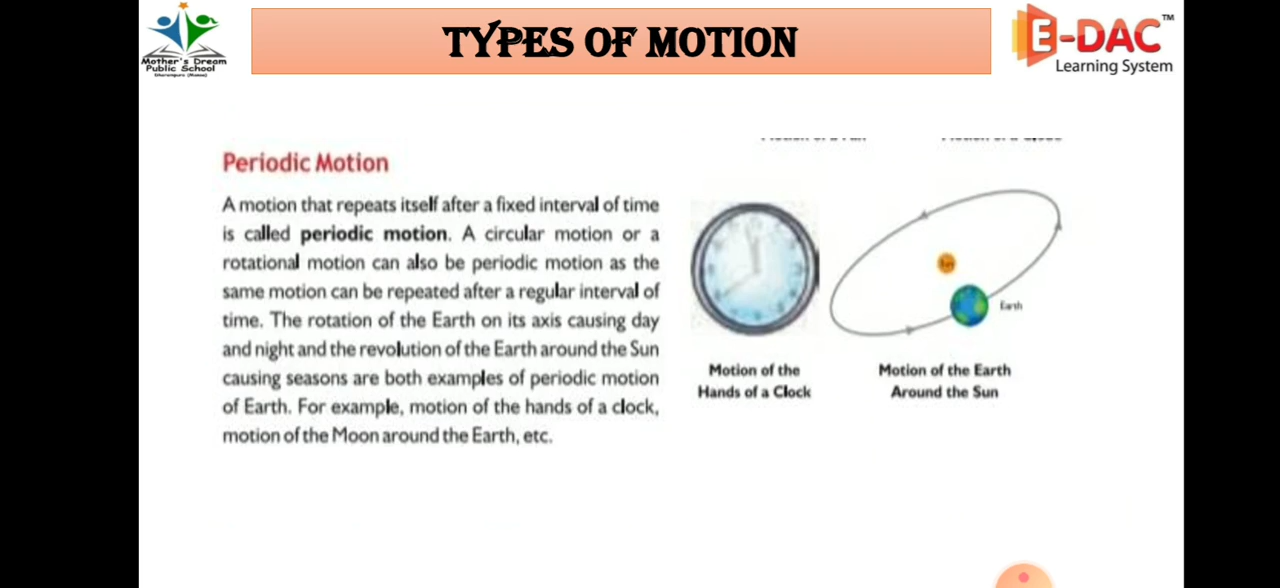 Mother's Dream
Public School
TYPES OF MOTION
E-DAC™
Learning System
Periodic Motion
A motion that repeats itself after a fixed interval of time
is called periodic motion. A circular motion or a
rotational motion can also be periodic motion as the
same motion can be repeated after a regular interval of
time. The rotation of the Earth on its axis causing day
and night and the revolution of the Earth around the Sun
causing seasons are both examples of periodic motion
of Earth. For example, motion of the hands of a clock,
motion of the Moon around the Earth, etc.
Earth
Motion of the
Hands of a Clock
Motion of the Earth
Around the Sun